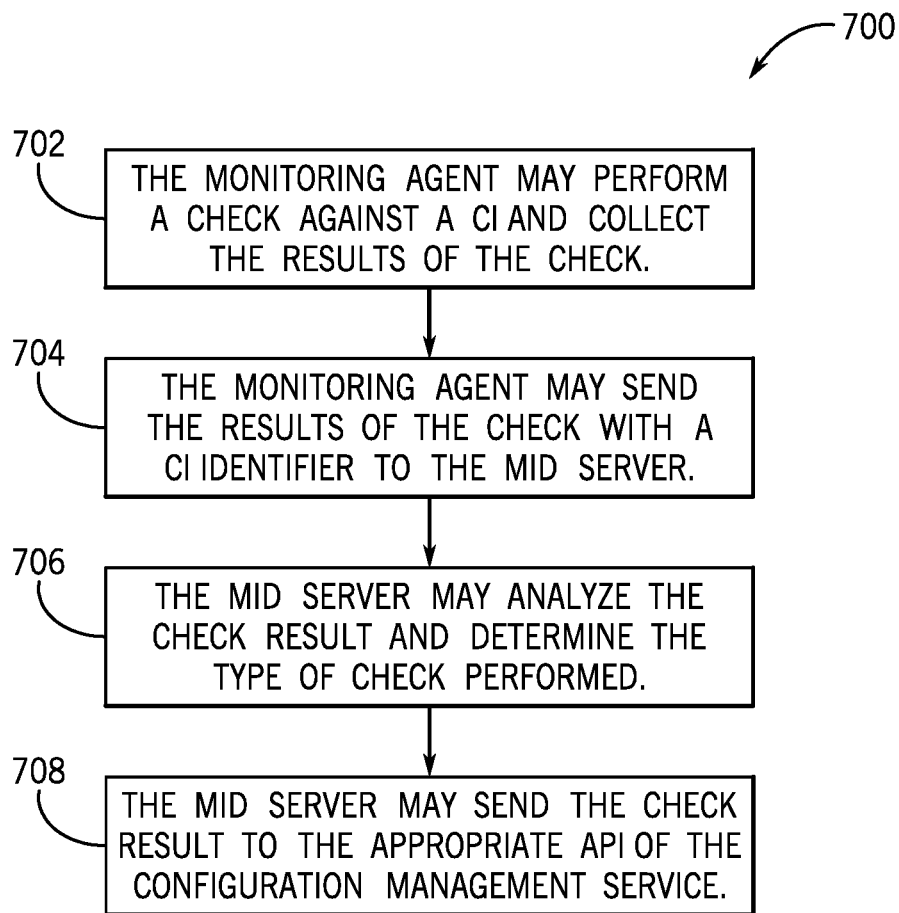 700
702
THE MONITORING AGENT MAY PERFORM
A CHECK AGAINST A CI AND COLLECT
THE RESULTS OF THE CHECK.
704
THE MONITORING AGENT MAY SEND
THE RESULTS OF THE CHECK WITH A
CI IDENTIFIER TO THE MID SERVER.
706
THE MID SERVER MAY ANALYZE THE
CHECK RESULT AND DETERMINE THE
TYPE OF CHECK PERFORMED.
708
THE MID SERVER MAY SEND THE CHECK
RESULT TO THE APPROPRIATE API OF THE
CONFIGURATION MANAGEMENT SERVICE.